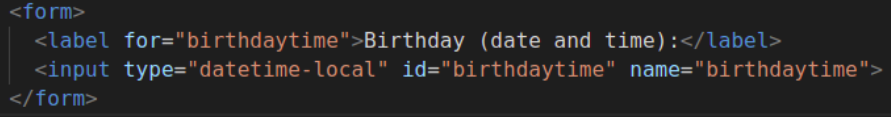 <form>
<label for="birthdaytime">Birthday (date and time):</label>
<input type="datetime-local" id="birthdaytime" name="birthdaytime">
</form>